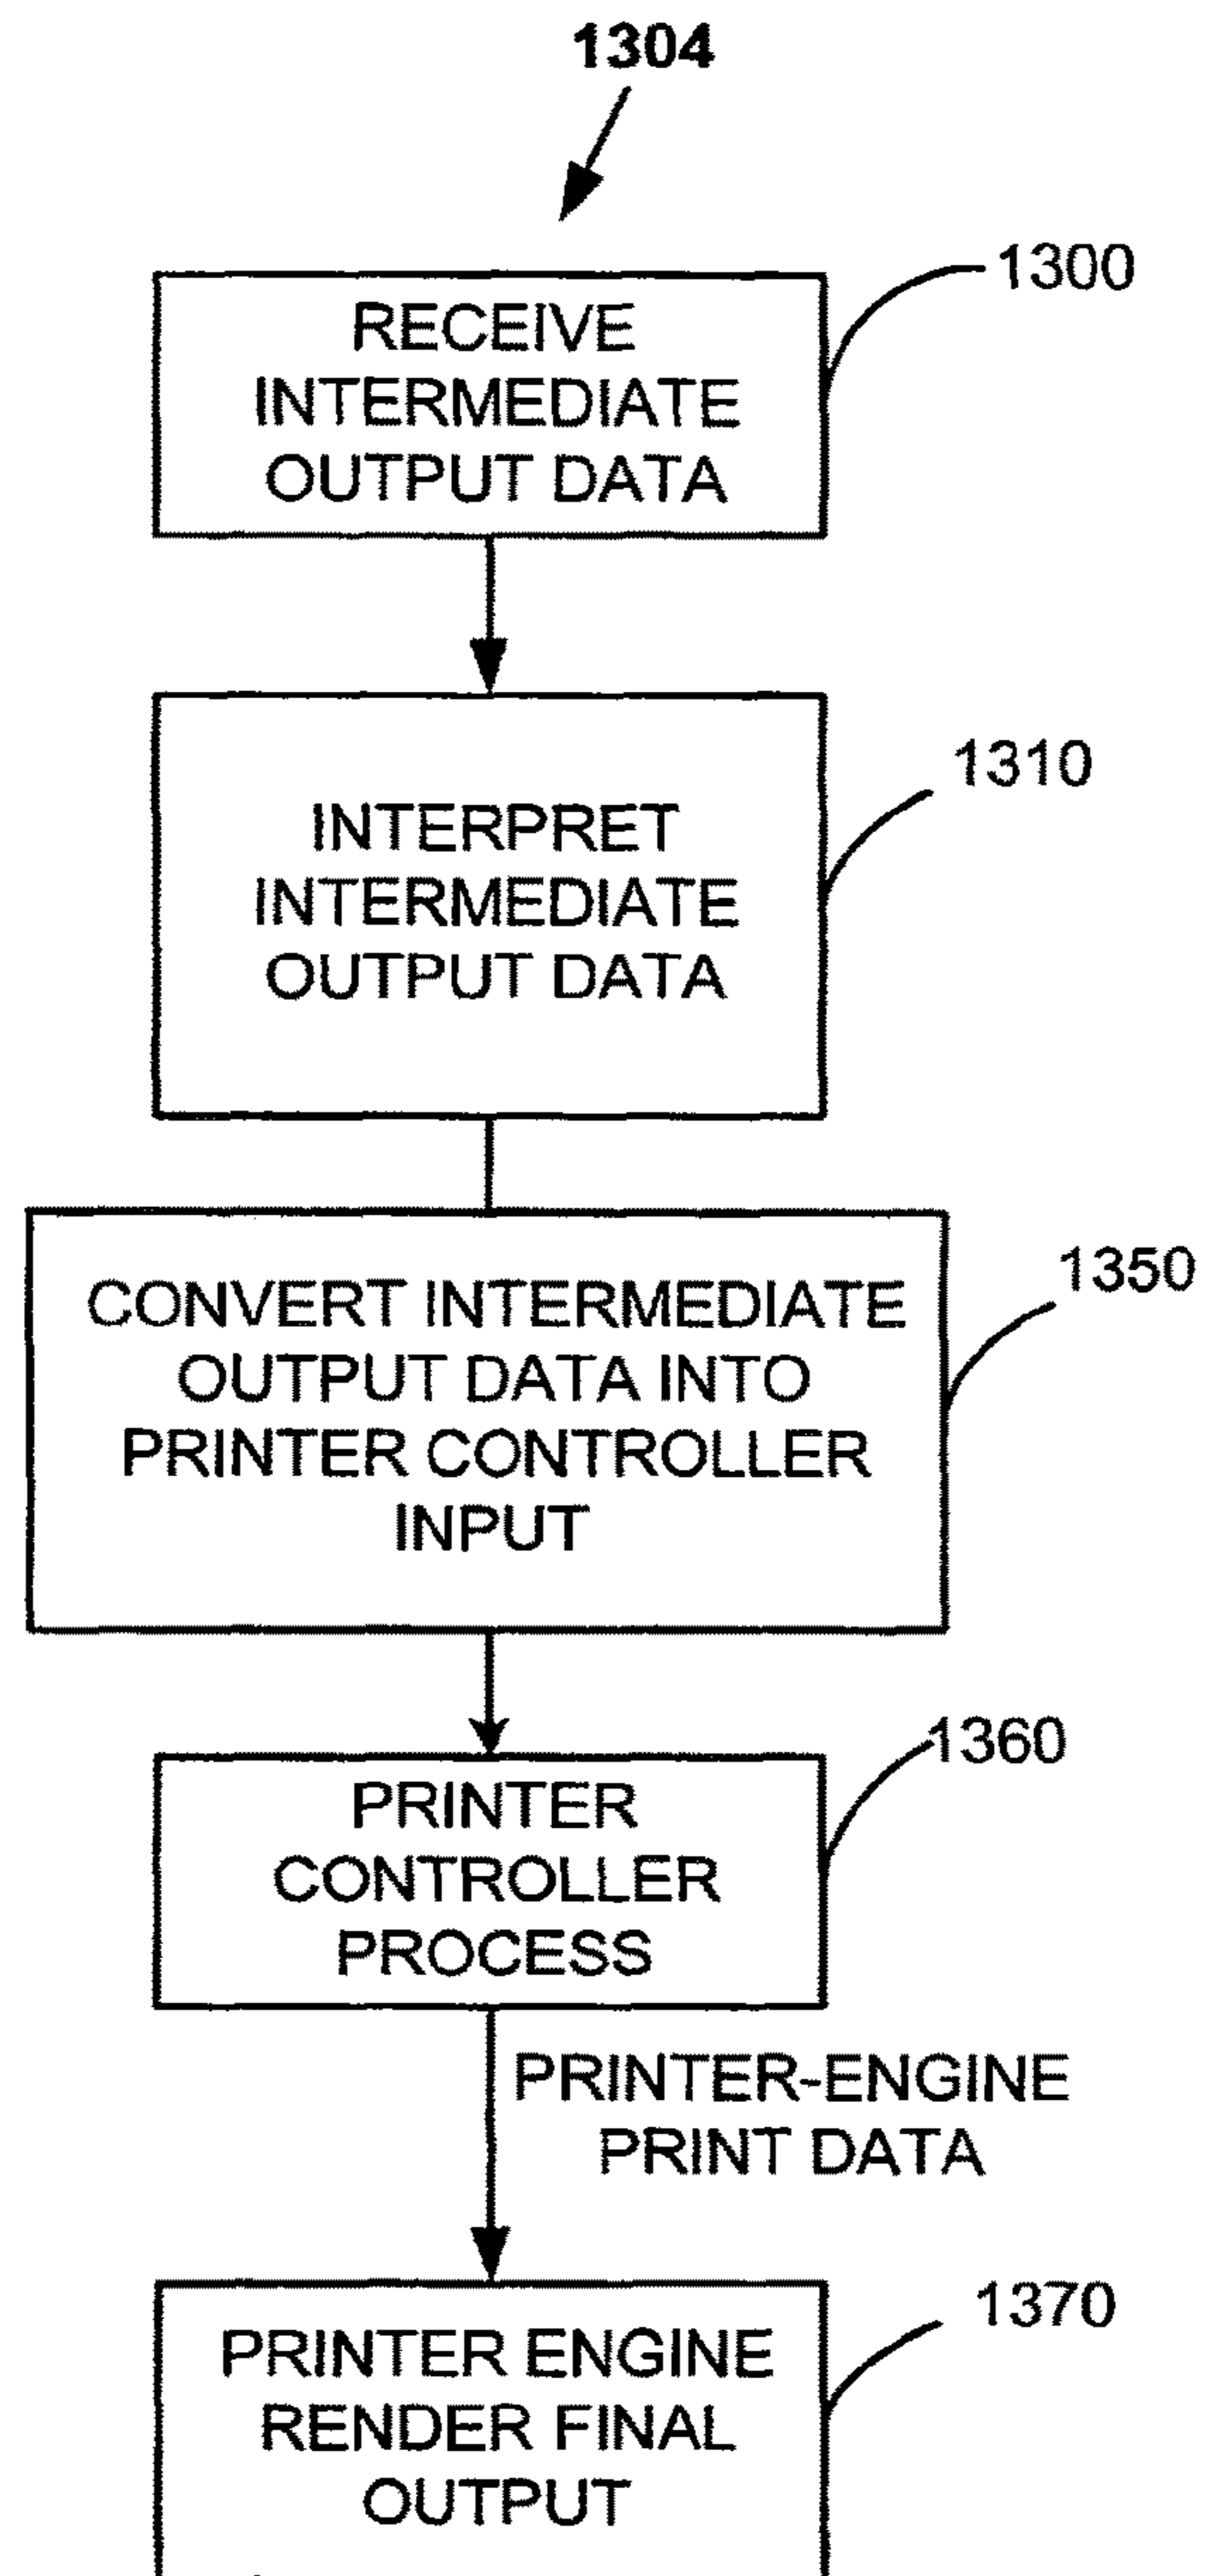 1304
1300
RECEIVE
INTERMEDIATE
OUTPUT DATA
1310
INTERPRET
INTERMEDIATE
OUTPUT DATA
1350
CONVERT INTERMEDIATE
OUTPUT DATA INTO
PRINTER CONTROLLER
INPUT
1360
PRINTER
CONTROLLER
PROCESS
PRINTER-ENGINE
PRINT DATA
1370
PRINTER ENGINE
RENDER FINAL
OUTPUT